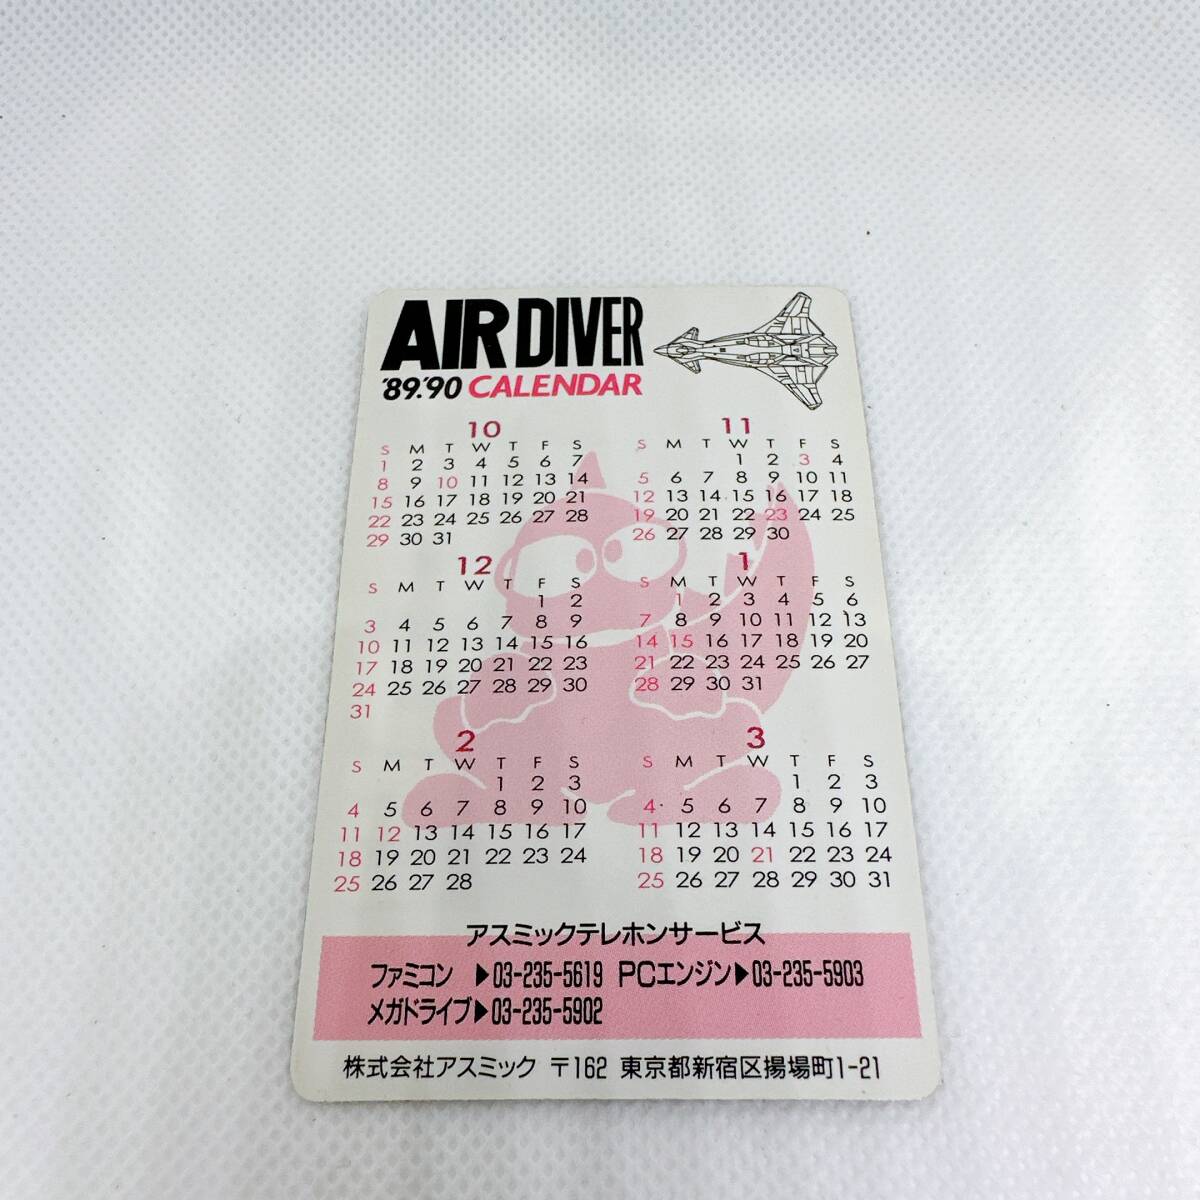 AIR DIVER
'89.'90 CALENDAR
10
S M T W T F S
1 2 3 4 5 6 7
8 9 10 11 12 13 14
15 16 17 18 19 20 21
22 23 24 25 26 27 28
29 30 31
11
S M T W T F S
1 2 3 4
5 6 7 8 9 10 11
12 13 14 15 16 17 18
19 20 21 22 23 24 25
26 27 28 29 30
12
S M T W T F S
1 2
3 4 5 6 7 8 9
10 11 12 13 14 15 16
17 18 19 20 21 22 23
24 25 26 27 28 29 30
31
1
S M T W T F S
1 2 3 4 5 6
7 8 9 10 11 12 13
14 15 16 17 18 19 20
21 22 23 24 25 26 27
28 29 30 31
2
S M T W T F S
1 2 3
4 5 6 7 8 9 10
11 12 13 14 15 16 17
18 19 20 21 22 23 24
25 26 27 28
3
S M T W T F S
1 2 3
4 5 6 7 8 9 10
11 12 13 14 15 16 17
18 19 20 21 22 23 24
25 26 27 28 29 30 31
アスミックテレホンサービス
ファミコン ▶03-235-5619 PCエンジン▶03-235-5903
メガドライブ▶03-235-5902
株式会社アスミック 〒162 東京都新宿区揚場町1-21